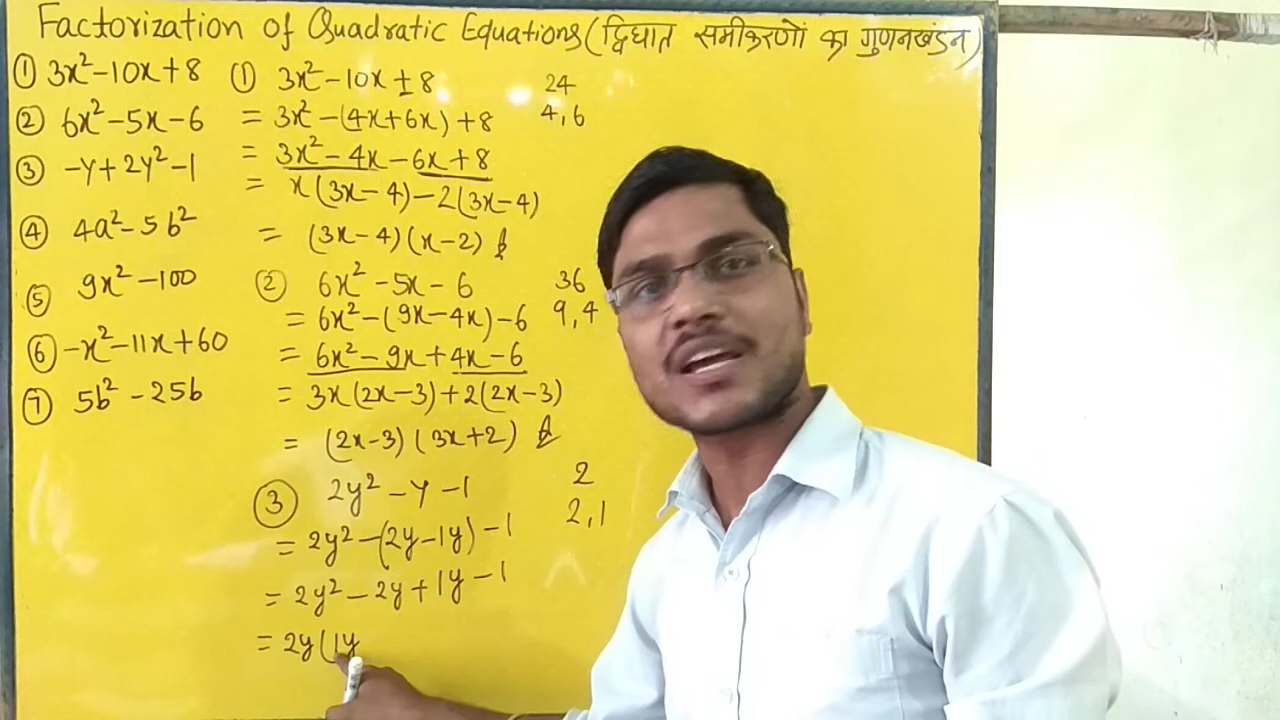 Factorization of Quadratic Equations (द्विघात समीकरणों का गुणनखंडन)
① 3x²-10x+8
② 6x²-5x-6
③ -y+2y²-1
④ 4a²-5b²
⑤ 9x²-100
⑥ -x²-11x+60
⑦ 5b²-25b
① 3x²-10x+8
24
= 3x²-(4x+6x)+8
4,6
= 3x²-4x-6x+8
= x(3x-4)-2(3x-4)
= (3x-4)(x-2)
② 6x²-5x-6
36
= 6x²-(9x-4x)-6
9,4
= 6x²-9x+4x-6
= 3x(2x-3)+2(2x-3)
= (2x-3)(3x+2)
③ 2y²-y-1
2
= 2y²-(2y-1y)-1
2,1
= 2y²-2y+1y-1
= 2y(1y